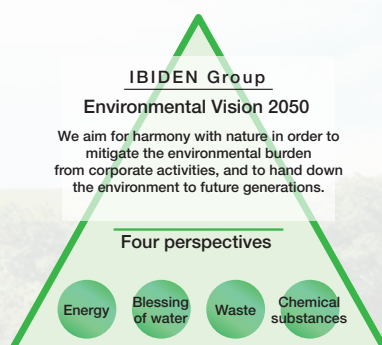 IBIDEN Group
Environmental Vision 2050
We aim for harmony with nature in order to
mitigate the environmental burden
from corporate activities, and to hand down
the environment to future generations.
Four perspectives
Energy
Blessing
of water
Waste
Chemical
substances